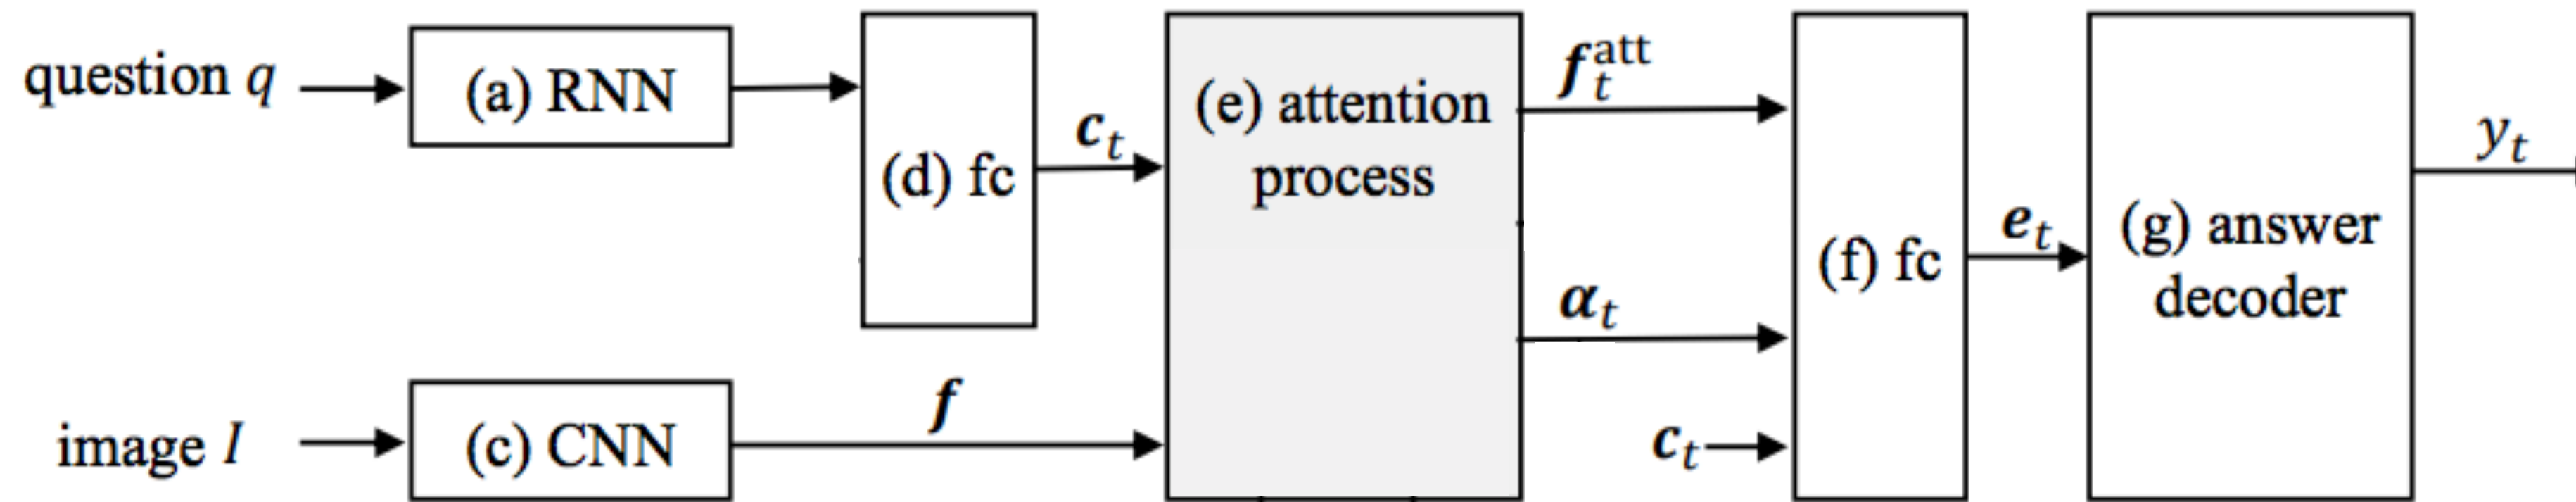 question q
(a) RNN
(d) fc
c_t
(e) attention
process
f_t^att
α_t
c_t
(f) fc
e_t
(g) answer
decoder
y_t
image I
(c) CNN
f